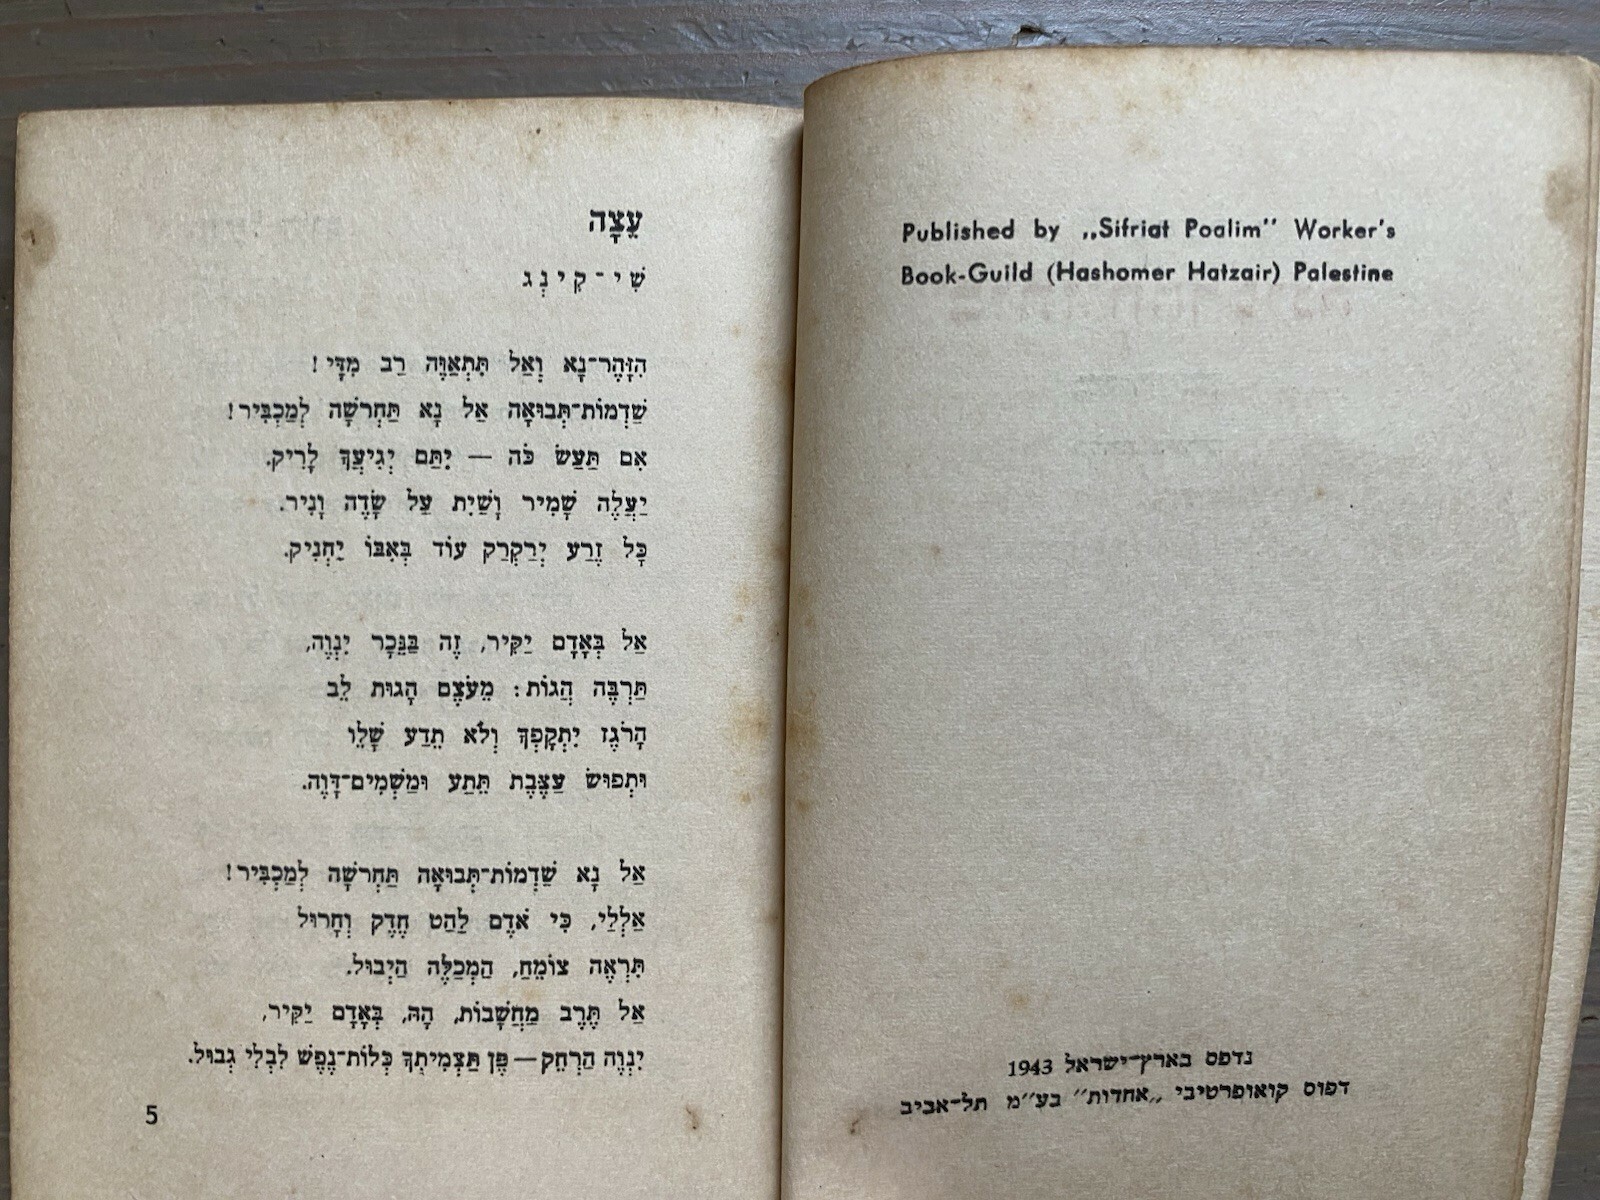 Published by „Sifriat Poalim” Worker's
Book-Guild (Hashomer Hatzair) Palestine
נדפס בארץ־ישראל 1943
דפוס קואופרטיבי „אחדות” בע״מ תל־אביב
עֵצָה
שִׁי־קִינְג
הִזָּהֶר־נָא וְאַל תִּתְאַוֶּה רַב מִדָּי!
שַׁדְמוֹת־תְּבוּאָה אַל נָא תַּחְרשָׁה לְמַכְבִּיר!
אִם תַּעַשׂ כֹּה — יִתַּם יְגִיעֲךָ לָרִיק.
יַעֲלֶה שָׁמִיר וָשַׁיִת עַל שָׂדֶה וָנִיר.
כָּל זֶרַע יְרַקְרַק עוֹד בְּאִבּוֹ יַחְנִיק.
אַל בְּאָדָם יַקִּיר, זֶה בַּנֵּכָר יִנְוֶה,
תַּרְבֶּה הֲגוֹת: מֵעֹצֶם הָגוּת לֵב
הָרֹגֶז יִתְקָפְךָ וְלֹא תֵדַע שָׁלֵו
וּתְפוּשׂ עַצֶּבֶת תֵּתַע וּמַשְׁמִים־דָּוֶה.
אַל נָא שַׁדְמוֹת־תְּבוּאָה תַּחְרשָׁה לְמַכְבִּיר!
אַלְלַי, כִּי אֹדֶם לַהַט חֶדֶק וְחָרוּל
תִּרְאֶה צוֹמֵחַ, הַמְכַלֶּה הַיְבוּל.
אַל תֶּרֶב מַחֲשָׁבוֹת, הָהּ, בְּאָדָם יַקִּיר,
יִנְוֶה הַרְחֵק — פֶּן תַּצְמִיתְךָ כְּלוֹת־נֶפֶשׁ לִבְלִי גְבוּל.
5